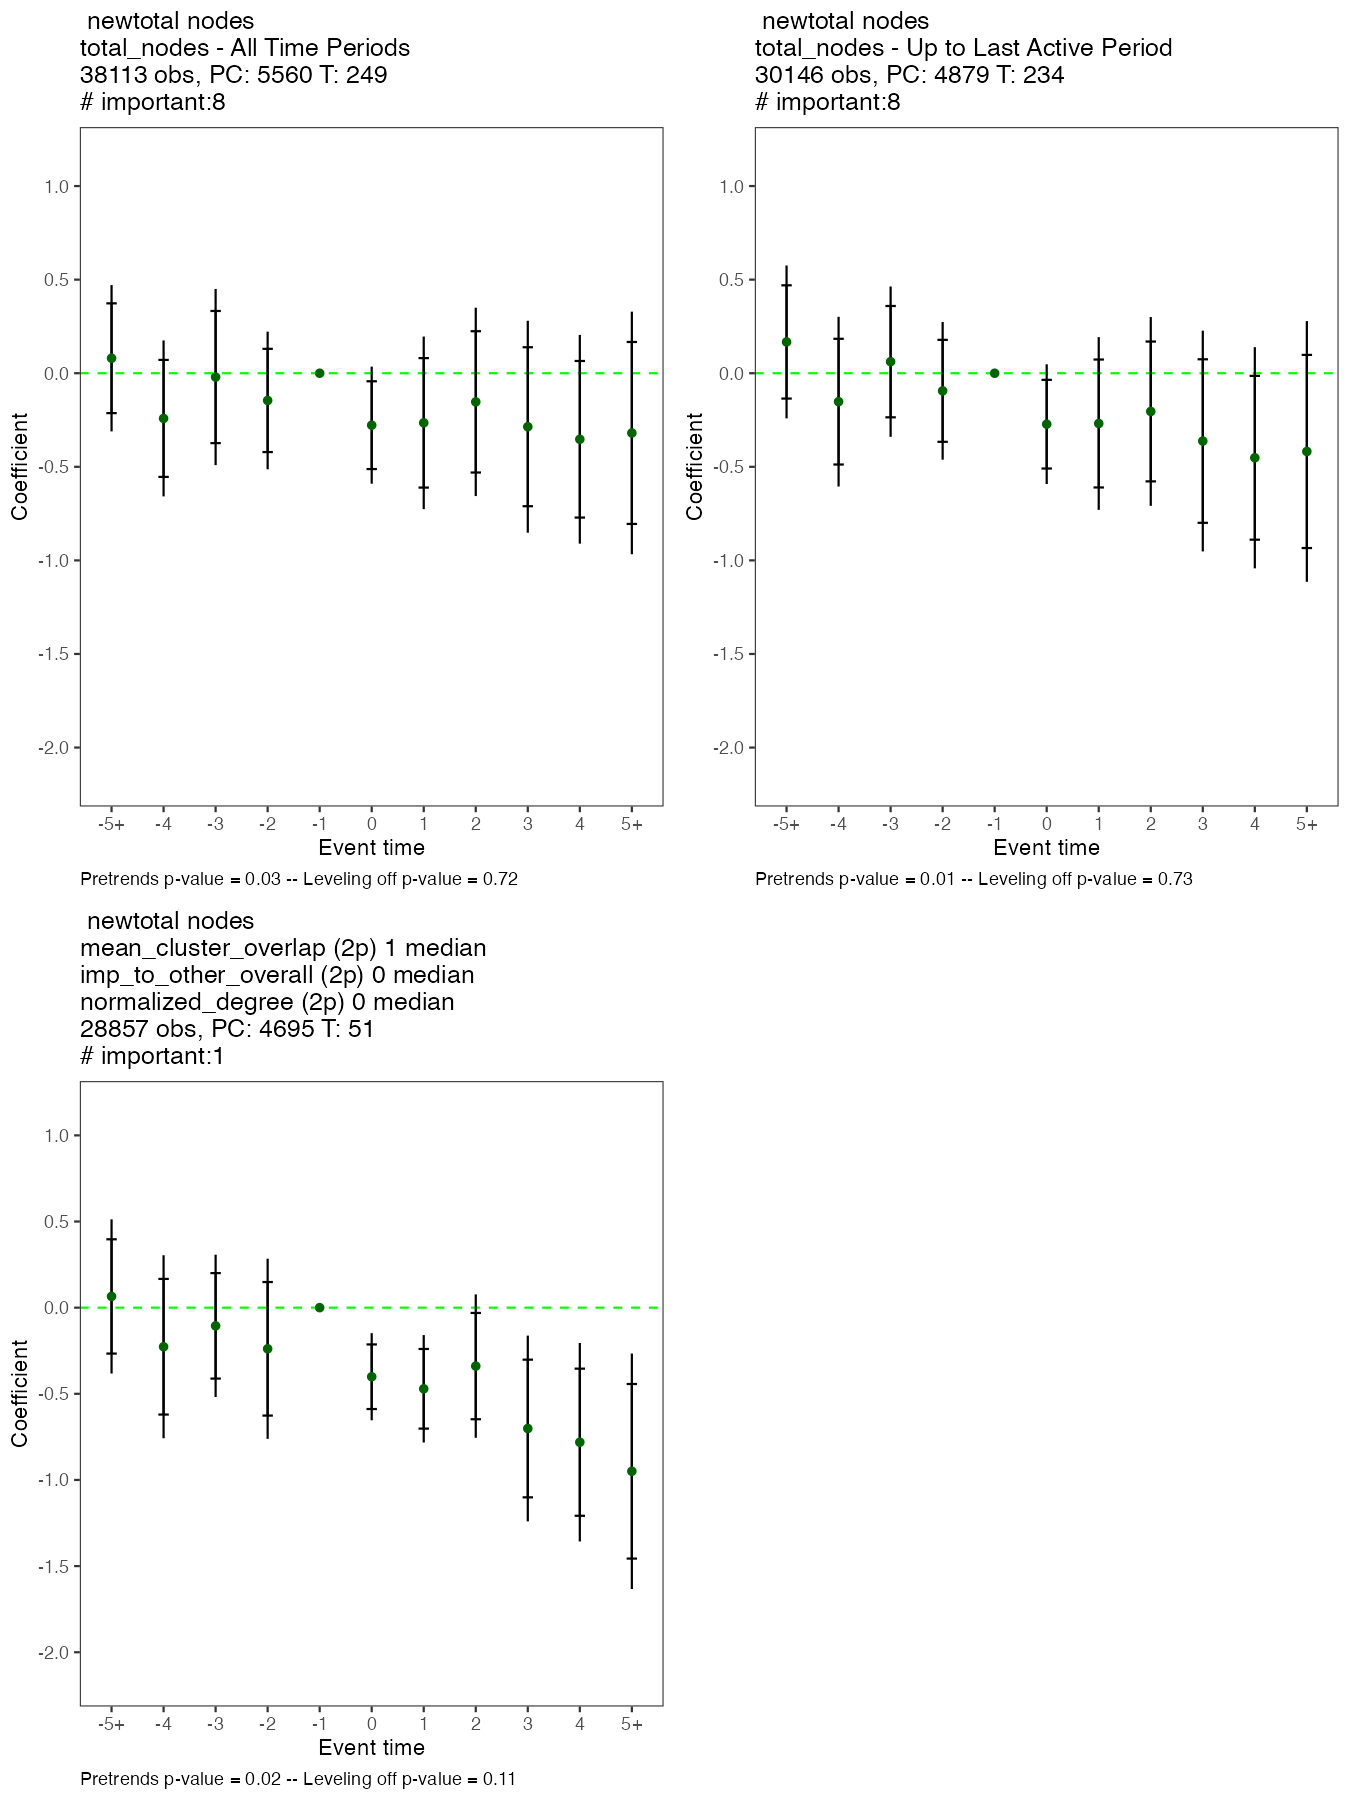 newtotal nodes
total_nodes - All Time Periods
38113 obs, PC: 5560 T: 249
# important:8
1.0
0.5
0.0
-0.5
-1.0
-1.5
-2.0
Coefficient
-5+ -4 -3 -2 -1 0 1 2 3 4 5+
Event time
Pretrends p-value = 0.03 -- Leveling off p-value = 0.72
newtotal nodes
total_nodes - Up to Last Active Period
30146 obs, PC: 4879 T: 234
# important:8
1.0
0.5
0.0
-0.5
-1.0
-1.5
-2.0
Coefficient
-5+ -4 -3 -2 -1 0 1 2 3 4 5+
Event time
Pretrends p-value = 0.01 -- Leveling off p-value = 0.73
newtotal nodes
mean_cluster_overlap (2p) 1 median
imp_to_other_overall (2p) 0 median
normalized_degree (2p) 0 median
28857 obs, PC: 4695 T: 51
# important:1
1.0
0.5
0.0
-0.5
-1.0
-1.5
-2.0
Coefficient
-5+ -4 -3 -2 -1 0 1 2 3 4 5+
Event time
Pretrends p-value = 0.02 -- Leveling off p-value = 0.11